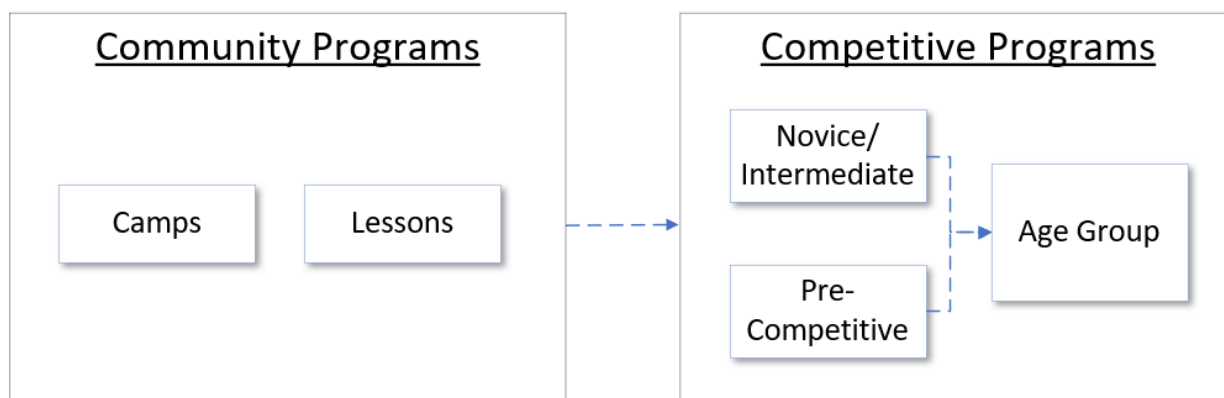 Community Programs
Camps
Lessons
Competitive Programs
Novice/
Intermediate
Pre-
Competitive
Age Group